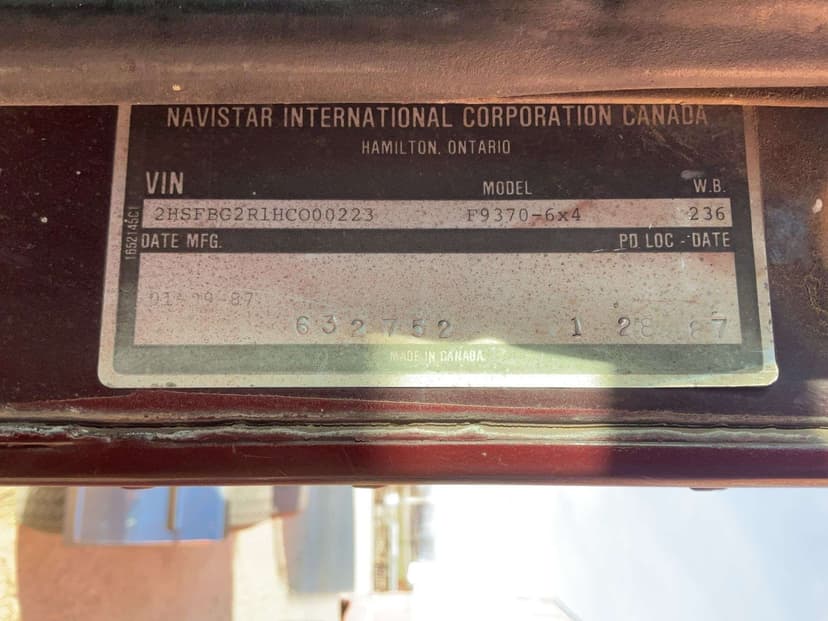 NAVISTAR INTERNATIONAL CORPORATION CANADA
HAMILTON, ONTARIO
VIN MODEL W.B.
2HSFBG2R1HC000223 F9370-6x4 236
DATE MFG. PD LOC - DATE
87
632752 1 28 87
MADE IN CANADA
1652145C1